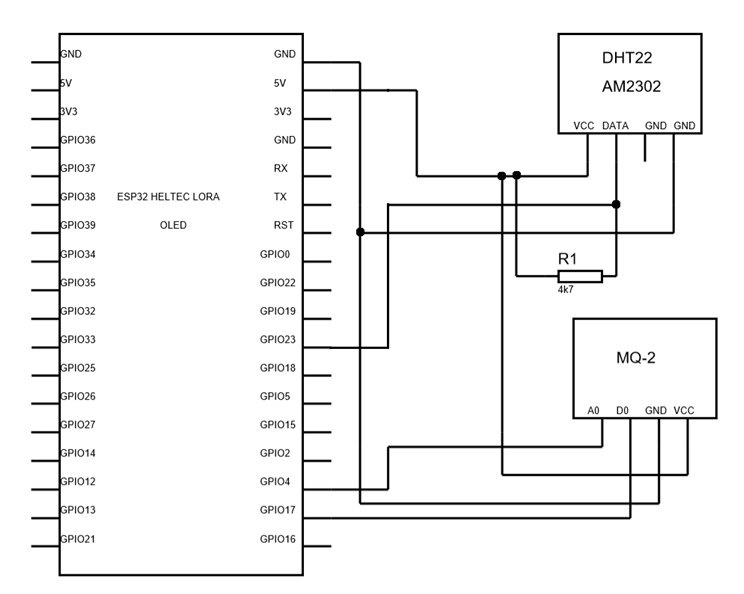 GND GND
5V 5V
3V3 3V3
GPIO36 GND
GPIO37 RX
GPIO38 ESP32 HELTEC LORA TX
GPIO39 OLED RST
GPIO34 GPIO0
GPIO35 GPIO22
GPIO32 GPIO19
GPIO33 GPIO23
GPIO25 GPIO18
GPIO26 GPIO5
GPIO27 GPIO15
GPIO14 GPIO2
GPIO12 GPIO4
GPIO13 GPIO17
GPIO21 GPIO16
DHT22
AM2302
VCC DATA GND GND
R1
4k7
MQ-2
A0 D0 GND VCC